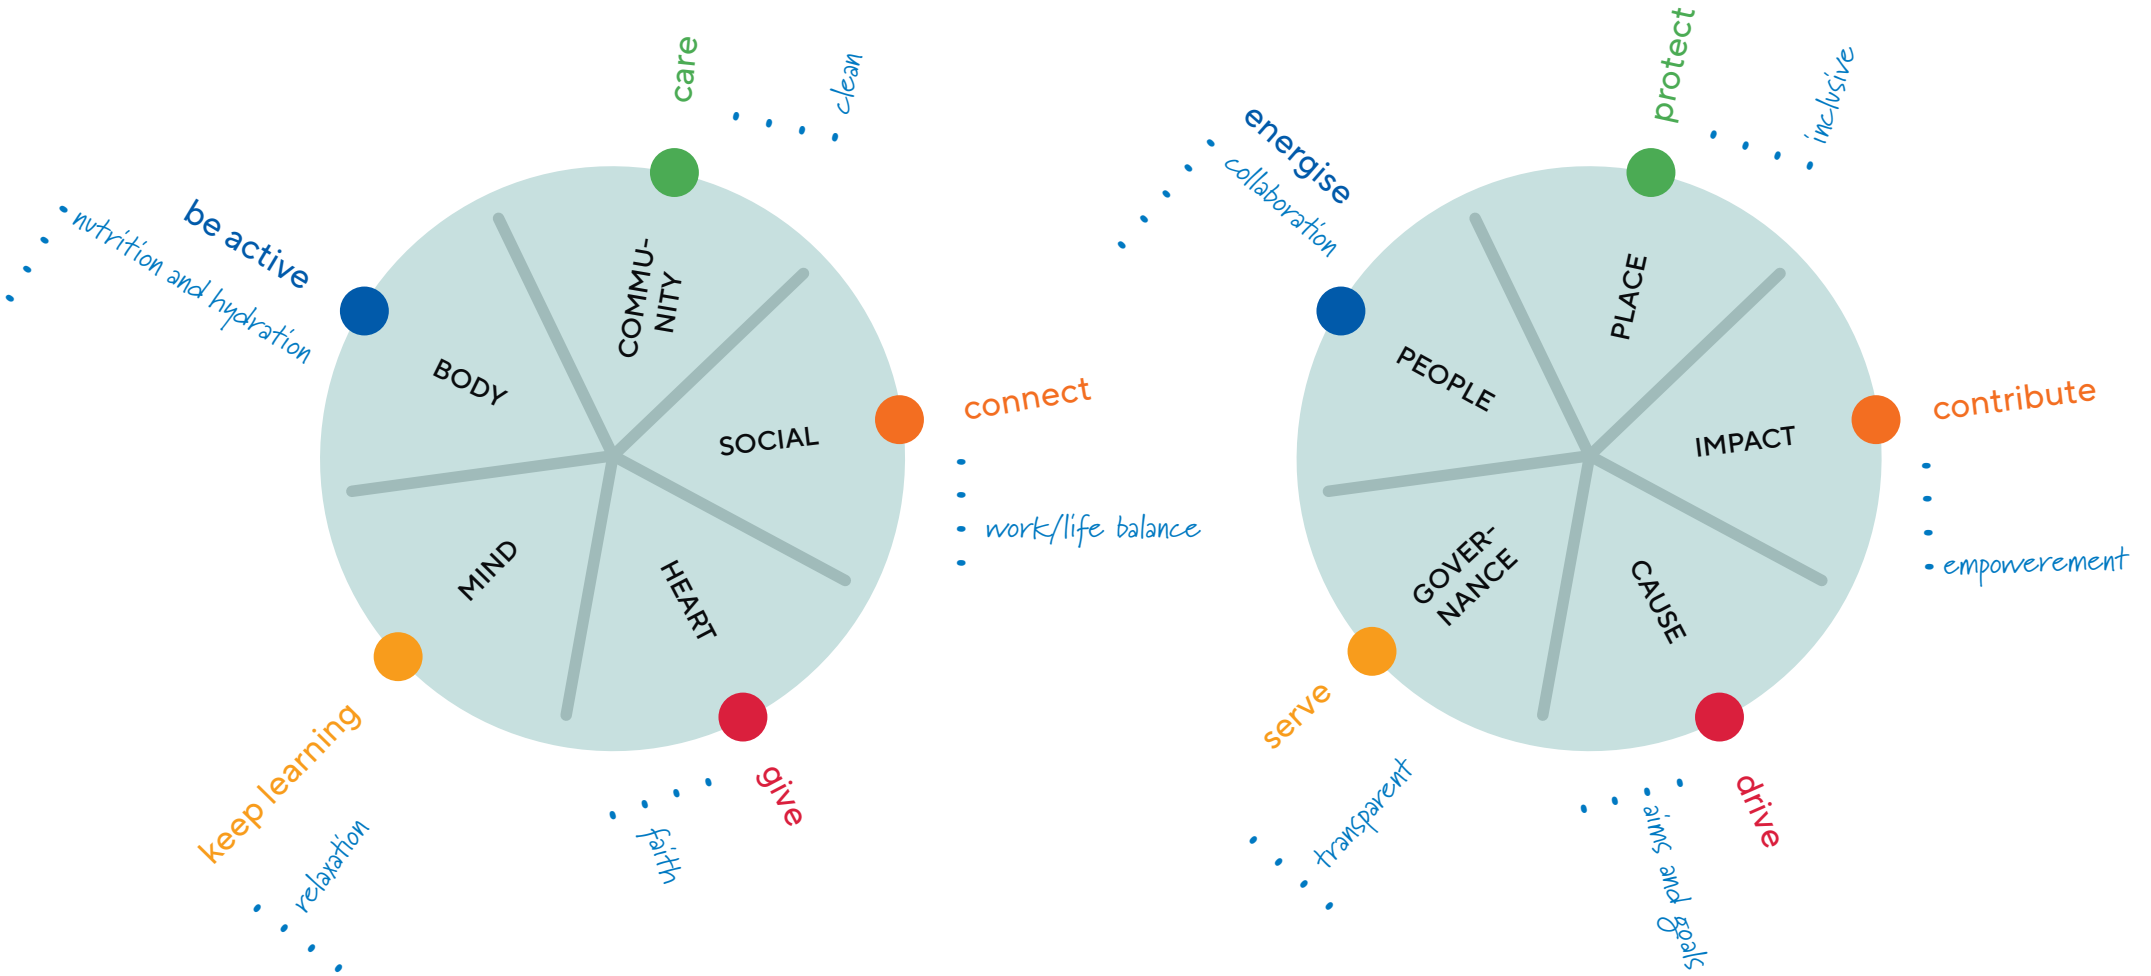 care
clean
be active
nutrition and hydration
COMMU-
NITY
BODY
SOCIAL
connect
work/life balance
MIND
HEART
keep learning
relaxation
give
faith
protect
inclusive
energise
collaboration
PLACE
PEOPLE
IMPACT
contribute
empowerement
GOVER-
NANCE
CAUSE
serve
transparent
drive
aims and goals